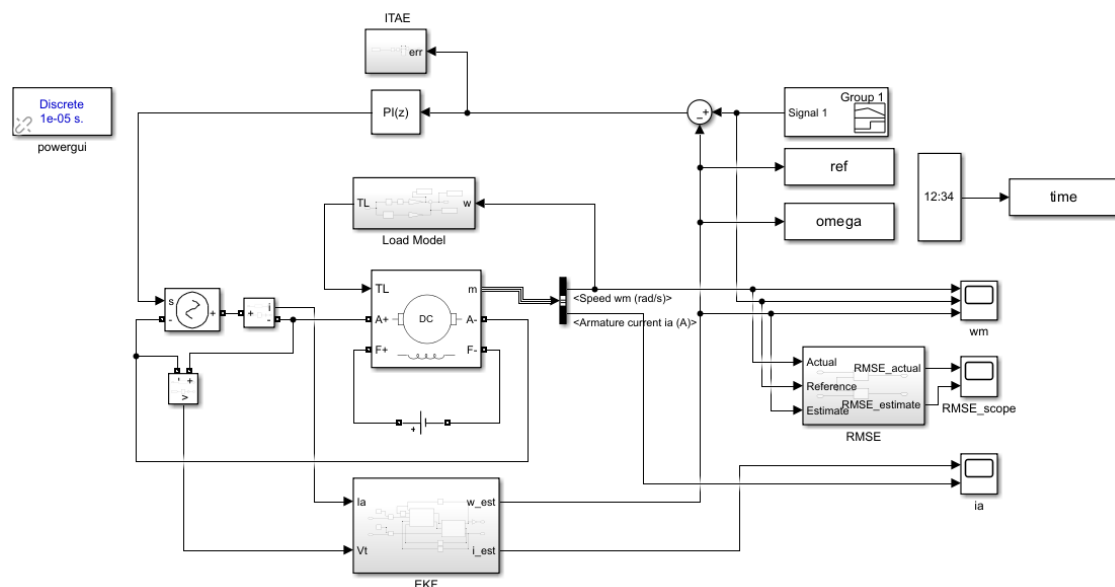 ITAE
err
Discrete
1e-05 s.
powergui
PI(z)
Group 1
Signal 1
ref
omega
12:34
time
TL
w
Load Model
TL
m
DC
A+
A-
F+
F-
s
+
-
+
i
-
- +
v
+
<Speed wm (rad/s)>
<Armature current ia (A)>
wm
Actual
Reference
Estimate
RMSE_actual
RMSE_estimate
RMSE
RMSE_scope
ia
Ia
Vt
w_est
i_est
EKF